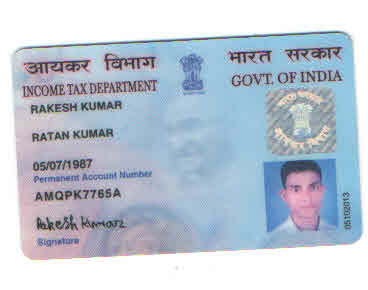 आयकर विभाग
भारत सरकार
INCOME TAX DEPARTMENT
GOVT. OF INDIA
RAKESH KUMAR
RATAN KUMAR
05/07/1987
Permanent Account Number
AMQPK7765A
Rakesh Kumar
Signature
05102013